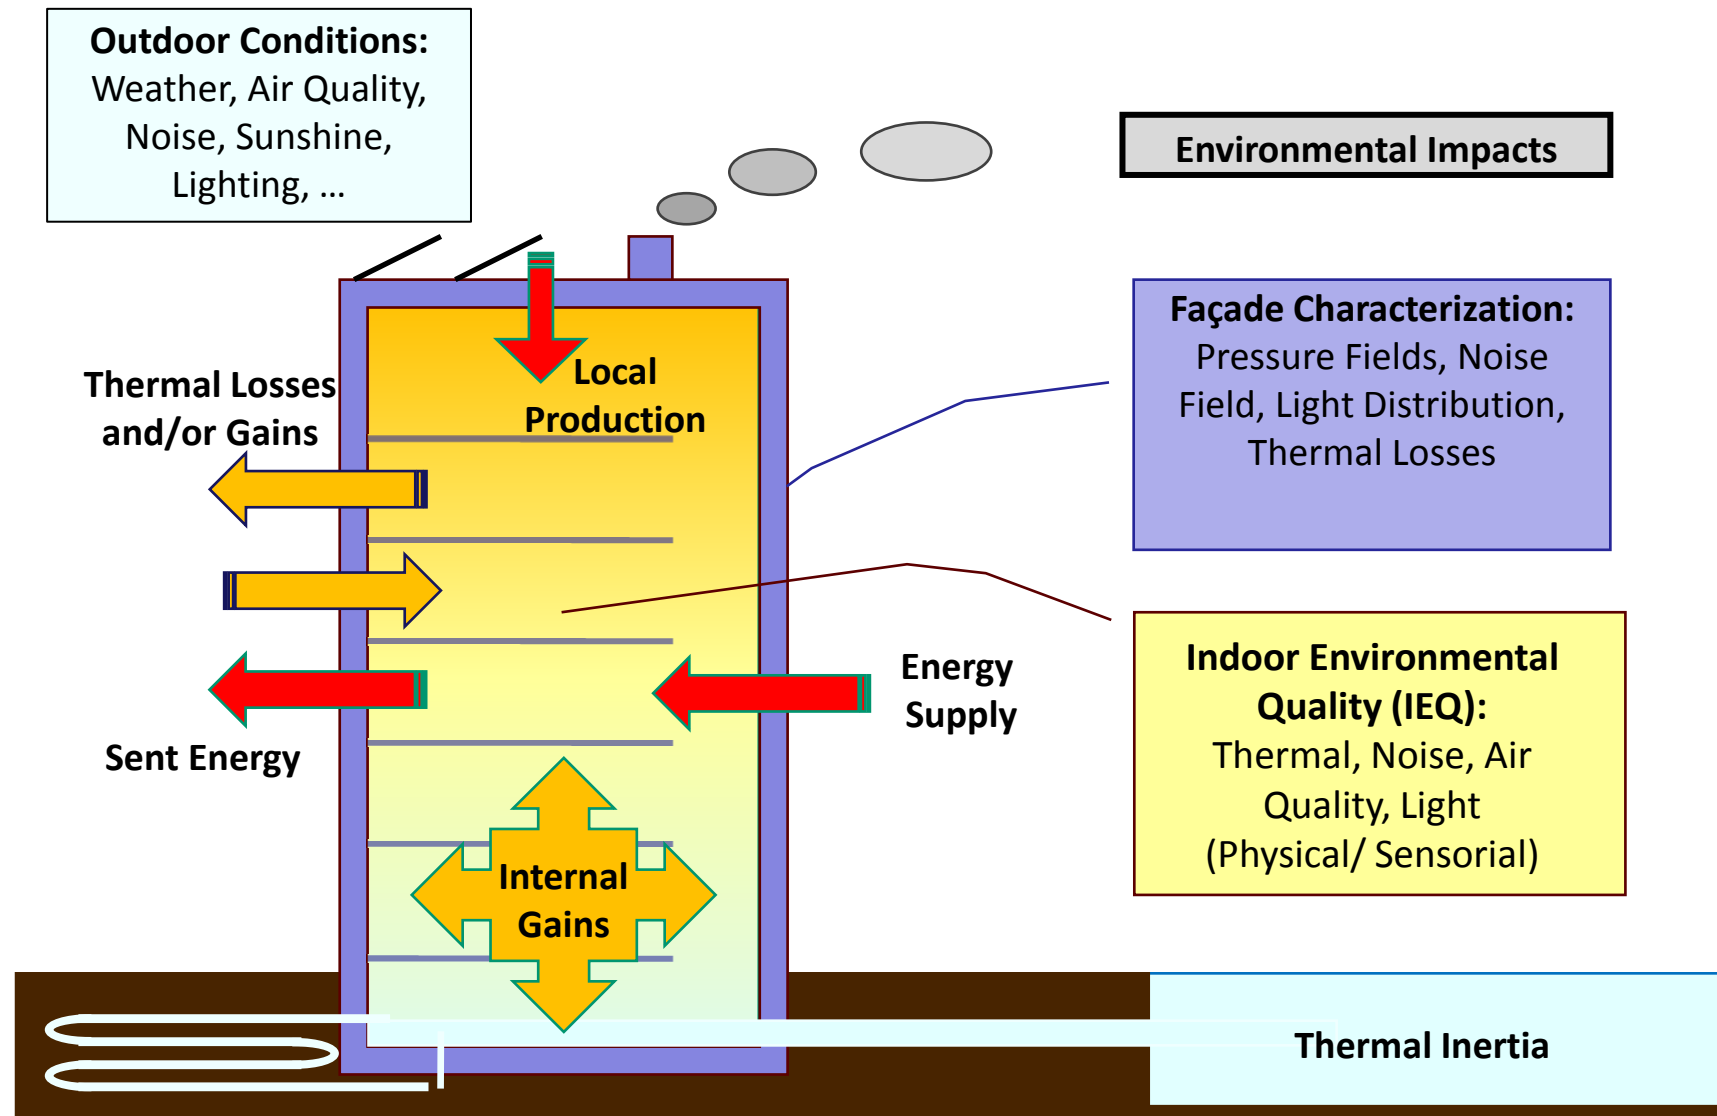 Outdoor Conditions:
Weather, Air Quality,
Noise, Sunshine,
Lighting, ...
Environmental Impacts
Façade Characterization:
Pressure Fields, Noise
Field, Light Distribution,
Thermal Losses
Local
Production
Thermal Losses
and/or Gains
Energy
Supply
Sent Energy
Indoor Environmental
Quality (IEQ):
Thermal, Noise, Air
Quality, Light
(Physical/ Sensorial)
Internal
Gains
Thermal Inertia